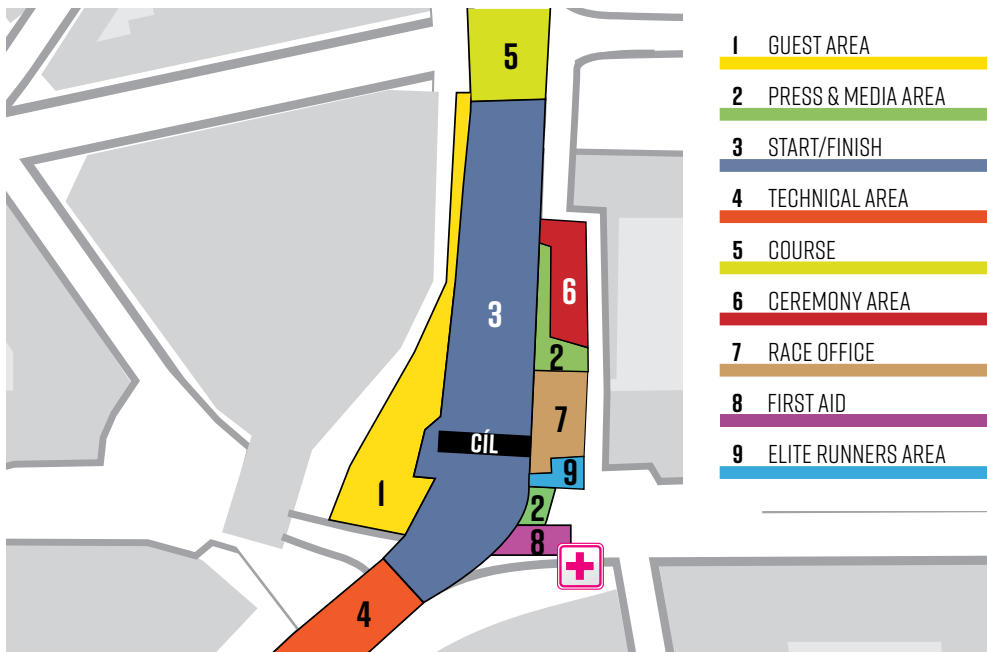 5
3
6
2
7
CÍL
9
1
2
8
4
1 GUEST AREA
2 PRESS & MEDIA AREA
3 START/FINISH
4 TECHNICAL AREA
5 COURSE
6 CEREMONY AREA
7 RACE OFFICE
8 FIRST AID
9 ELITE RUNNERS AREA